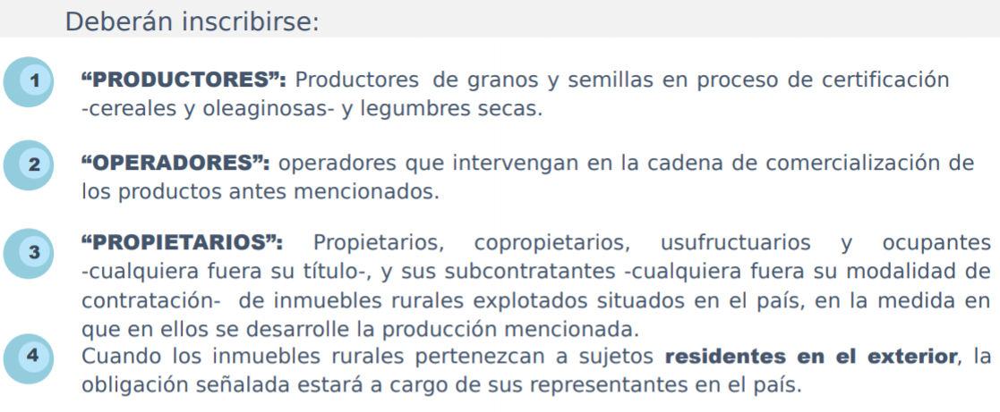 Deberán inscribirse:
1
“PRODUCTORES”: Productores de granos y semillas en proceso de certificación
-cereales y oleaginosas- y legumbres secas.
2
“OPERADORES”: operadores que intervengan en la cadena de comercialización de
los productos antes mencionados.
3
“PROPIETARIOS”: Propietarios, copropietarios, usufructuarios y ocupantes
-cualquiera fuera su título-, y sus subcontratantes -cualquiera fuera su modalidad de
contratación- de inmuebles rurales explotados situados en el país, en la medida en
que en ellos se desarrolle la producción mencionada.
4
Cuando los inmuebles rurales pertenezcan a sujetos residentes en el exterior, la
obligación señalada estará a cargo de sus representantes en el país.